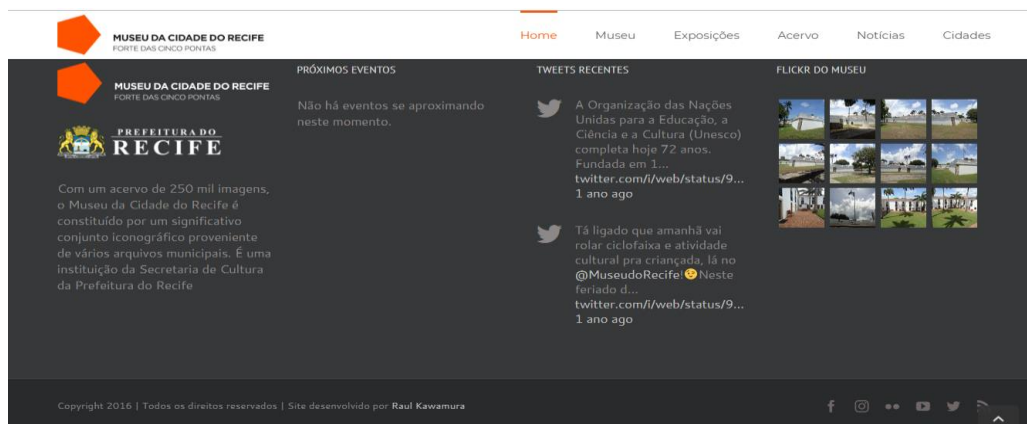 MUSEU DA CIDADE DO RECIFE
FORTE DAS CINCO PONTAS
Home Museu Exposições Acervo Notícias Cidades
MUSEU DA CIDADE DO RECIFE
FORTE DAS CINCO PONTAS
PREFEITURA DO
RECIFE
Com um acervo de 250 mil imagens,
o Museu da Cidade do Recife é
constituído por um significativo
conjunto iconográfico proveniente
de vários arquivos municipais. É uma
instituição da Secretaria de Cultura
da Prefeitura do Recife
PRÓXIMOS EVENTOS
Não há eventos se aproximando
neste momento.
TWEETS RECENTES
A Organização das Nações
Unidas para a Educação, a
Ciência e a Cultura (Unesco)
completa hoje 72 anos.
Fundada em 1...
twitter.com/i/web/status/9...
1 ano ago
Tá ligado que amanhã vai
rolar ciclofaixa e atividade
cultural pra criançada, lá no
@MuseudoRecife!😉Neste
feriado d...
twitter.com/i/web/status/9...
1 ano ago
FLICKR DO MUSEU
Copyright 2016 | Todos os direitos reservados | Site desenvolvido por Raul Kawamura